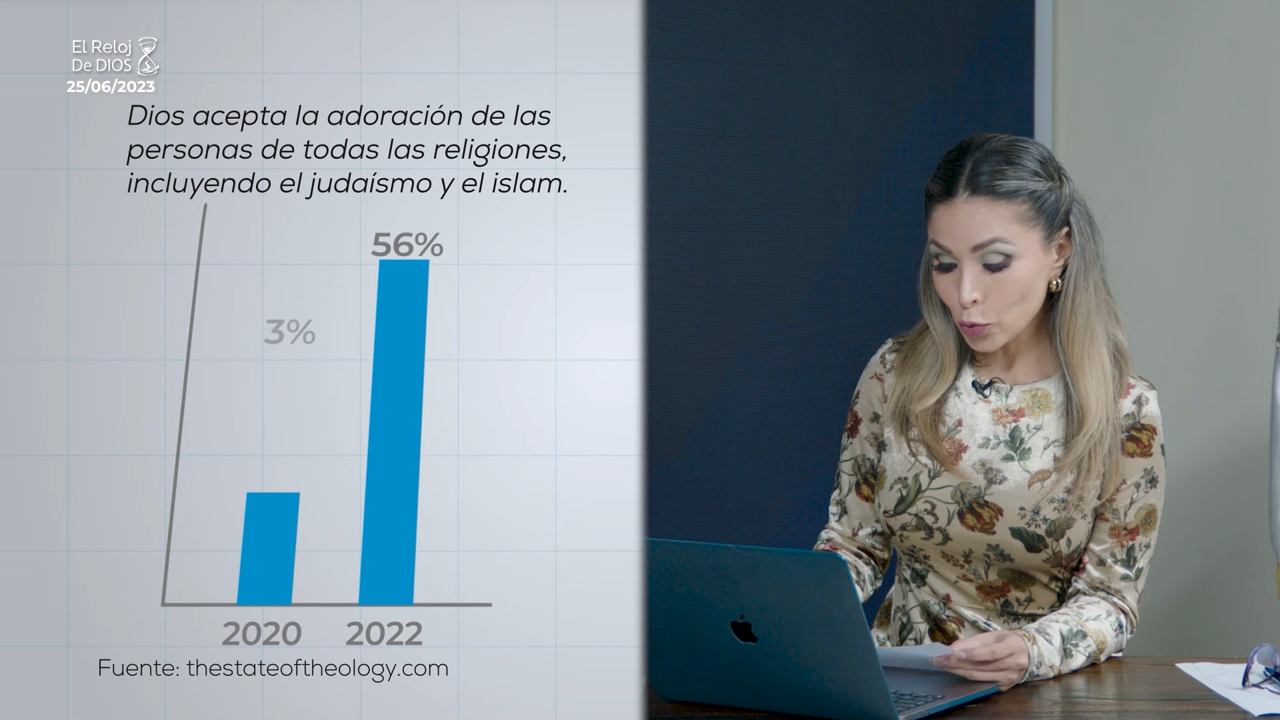 El Reloj
De DIOS
25/06/2023
Dios acepta la adoración de las
personas de todas las religiones,
incluyendo el judaísmo y el islam.
56%
3%
2020 2022
Fuente: thestateoftheology.com